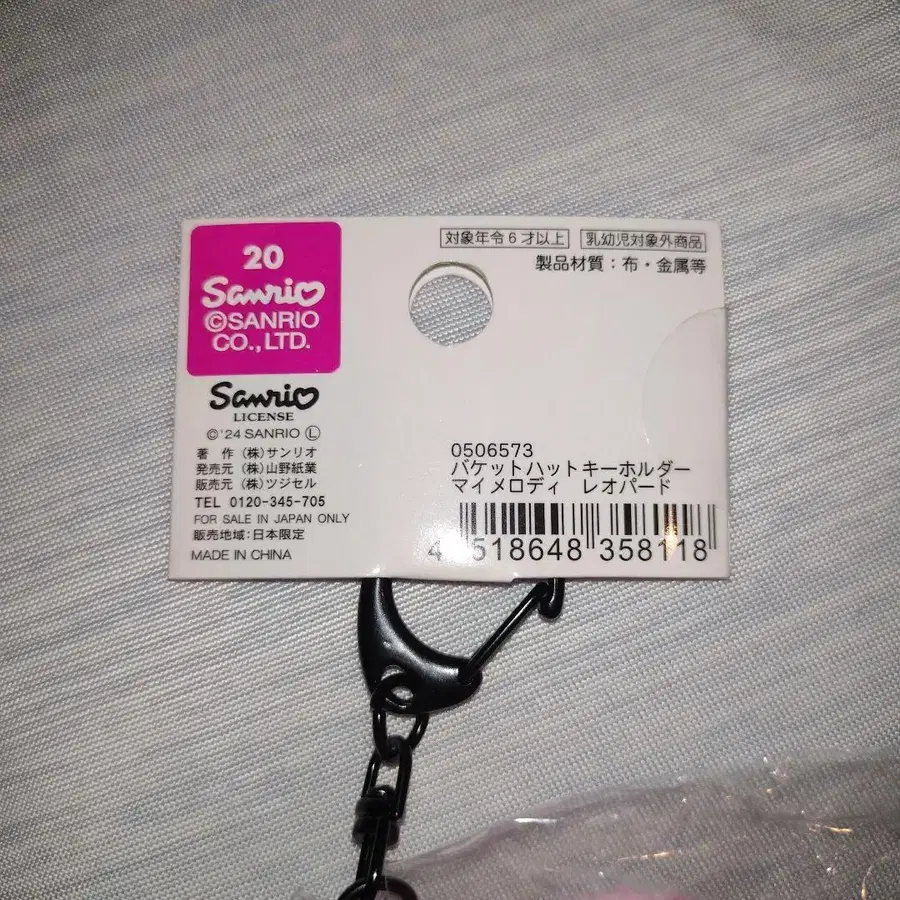 20
Sanrio
©SANRIO
CO.,LTD.
Sanrio
LICENSE
©'24 SANRIO Ⓛ
著 作 (株)サンリオ
発売元 (株)山野紙業
販売元 (株)ツジセル
TEL 0120-345-705
FOR SALE IN JAPAN ONLY
販売地域:日本限定
MADE IN CHINA
対象年令6才以上 乳幼児対象外商品
製品材質:布・金属等
0506573
バケットハットキーホルダー
マイメロディ レオパード
4 518648 358118